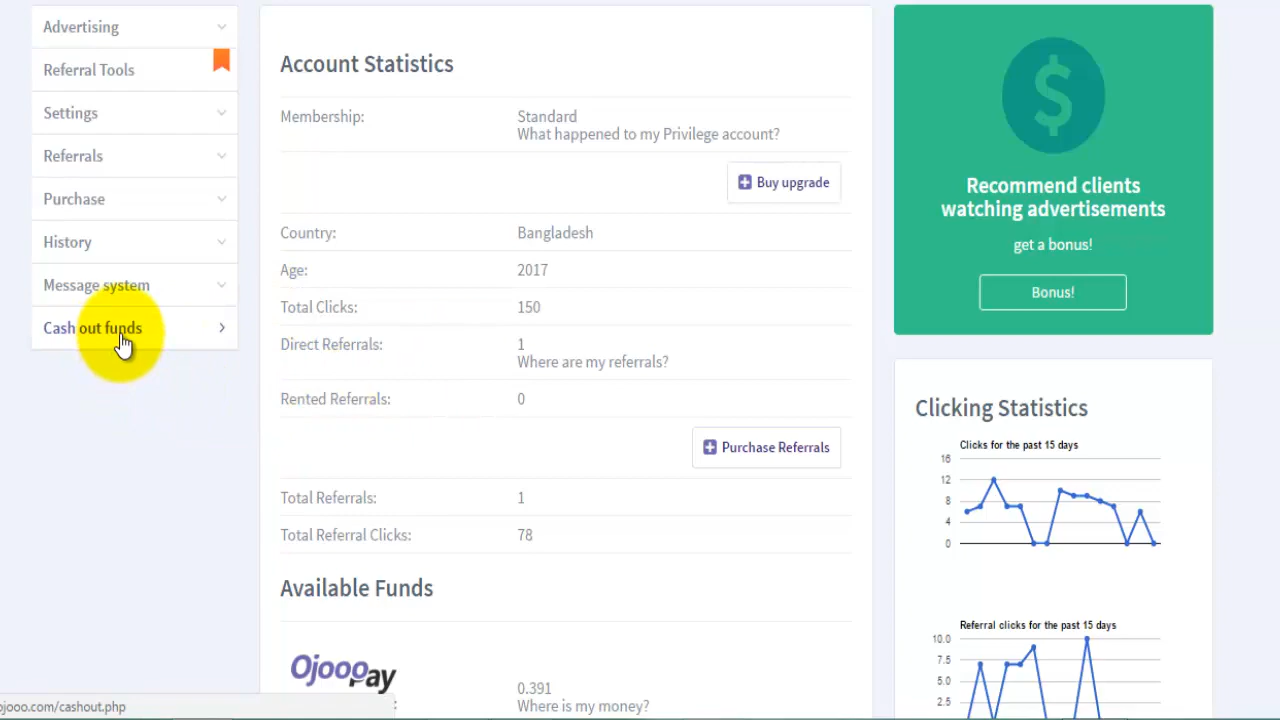 Advertising
Referral Tools
Settings
Referrals
Purchase
History
Message system
Cash out funds
Account Statistics
Membership:
Standard
What happened to my Privilege account?
Buy upgrade
Country:
Bangladesh
Age:
2017
Total Clicks:
150
Direct Referrals:
1
Where are my referrals?
Rented Referrals:
0
Purchase Referrals
Total Referrals:
1
Total Referral Clicks:
78
Available Funds
Ojooopay
0.391
Where is my money?
$
Recommend clients
watching advertisements
get a bonus!
Bonus!
Clicking Statistics
Clicks for the past 15 days
16
12
8
4
0
Referral clicks for the past 15 days
10.0
7.5
5.0
2.5
ojooo.com/cashout.php